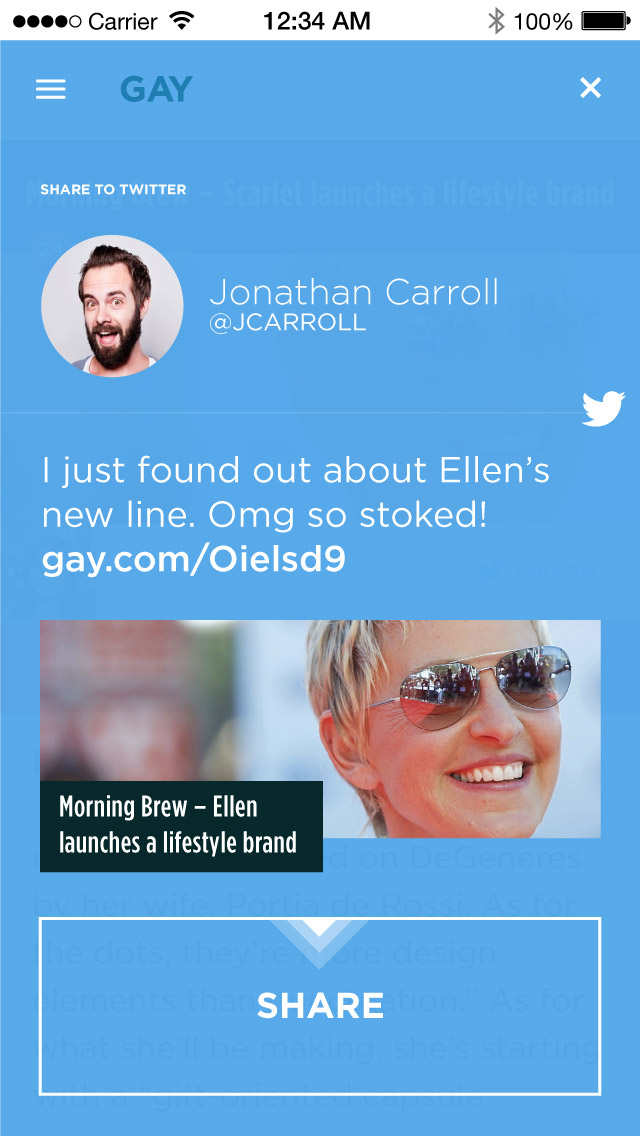 Carrier 12:34 AM 100%
GAY
SHARE TO TWITTER
Morning Brew – Scarlet launches a lifestyle brand
Jonathan Carroll
@JCARROLL
I just found out about Ellen's
new line. Omg so stoked!
gay.com/Oielsd9
FOLLOW
Morning Brew – Ellen
launches a lifestyle brand
d on DeGeneres
by her wife, Portia de Rossi. As for
the dots, they're more design
SHARE
elements than ation." As for
what she'll be making, she's starting
with a "gift-oriented capsule